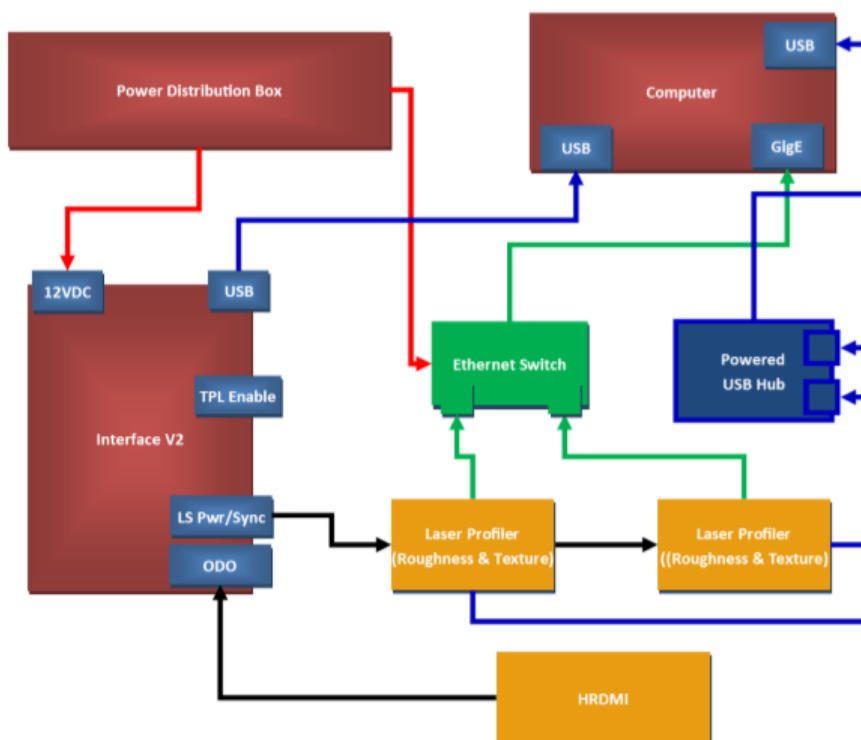 Power Distribution Box
Computer
USB
USB
GigE
12VDC
USB
TPL Enable
Interface V2
LS Pwr/Sync
ODO
Ethernet Switch
Powered
USB Hub
Laser Profiler
(Roughness & Texture)
Laser Profiler
((Roughness & Texture)
HRDMI